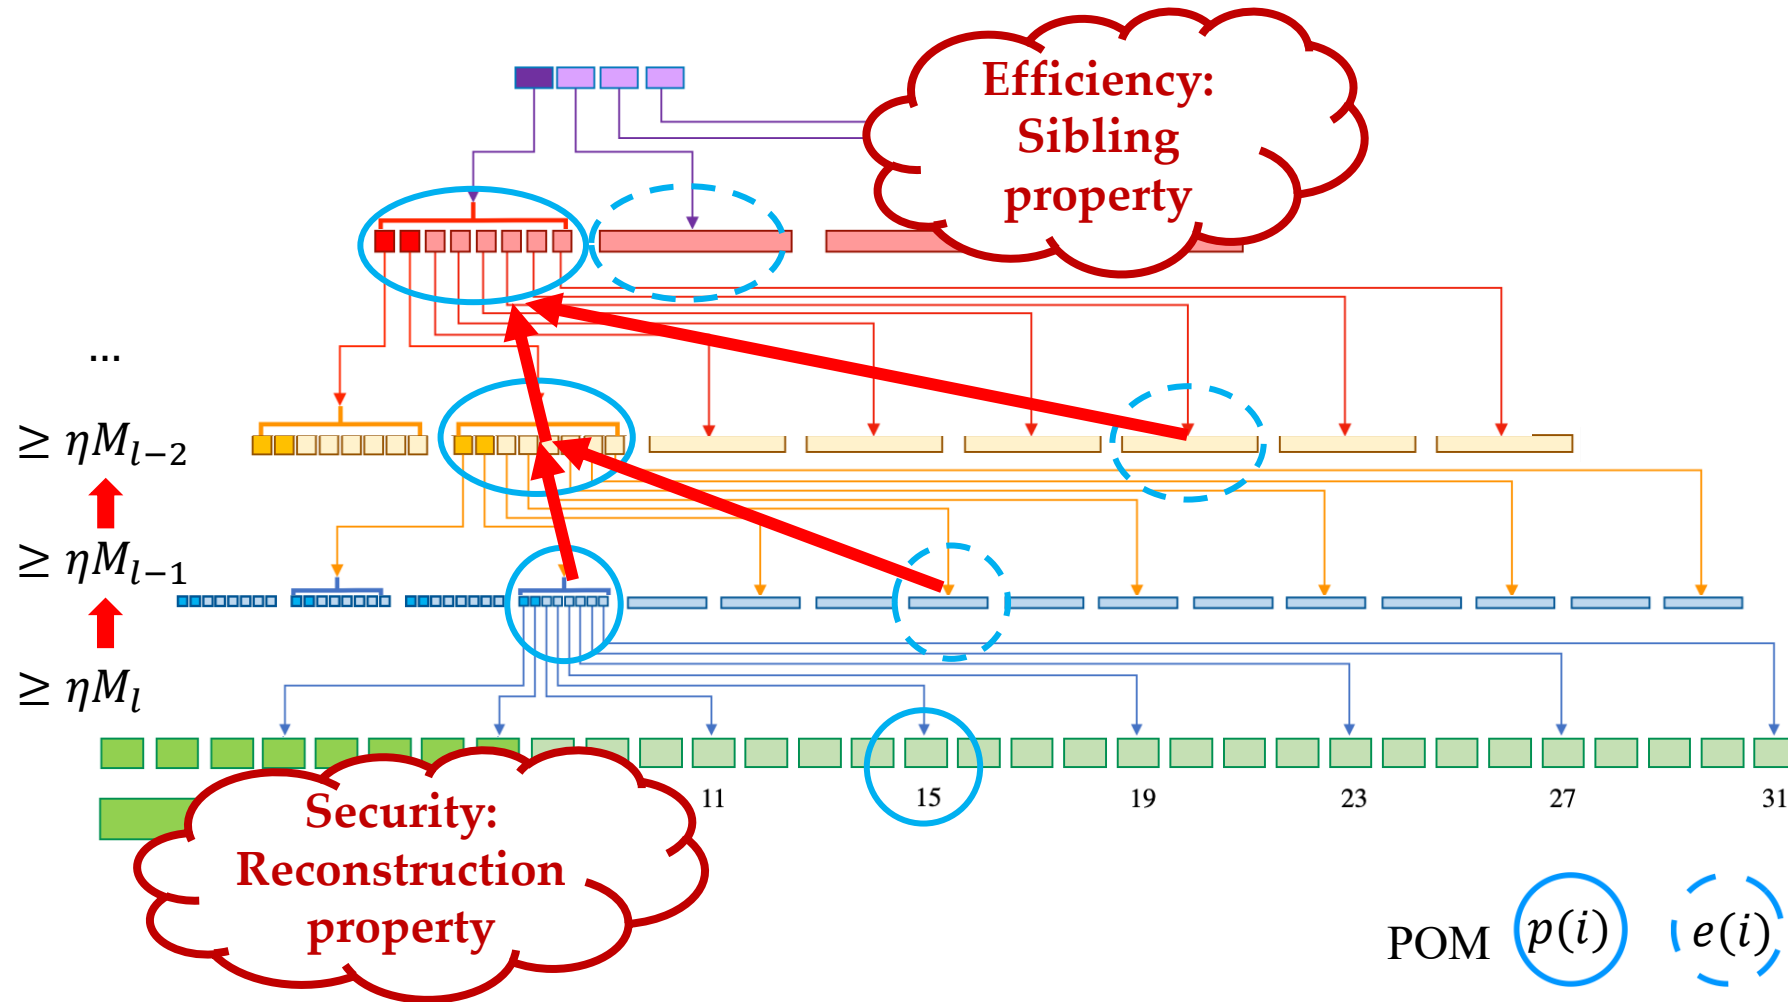 Efficiency:
Sibling
property
...
≥ ηM_{l−2}
≥ ηM_{l−1}
≥ ηM_l
11 15 19 23 27 31
Security:
Reconstruction
property
POM p(i) e(i)